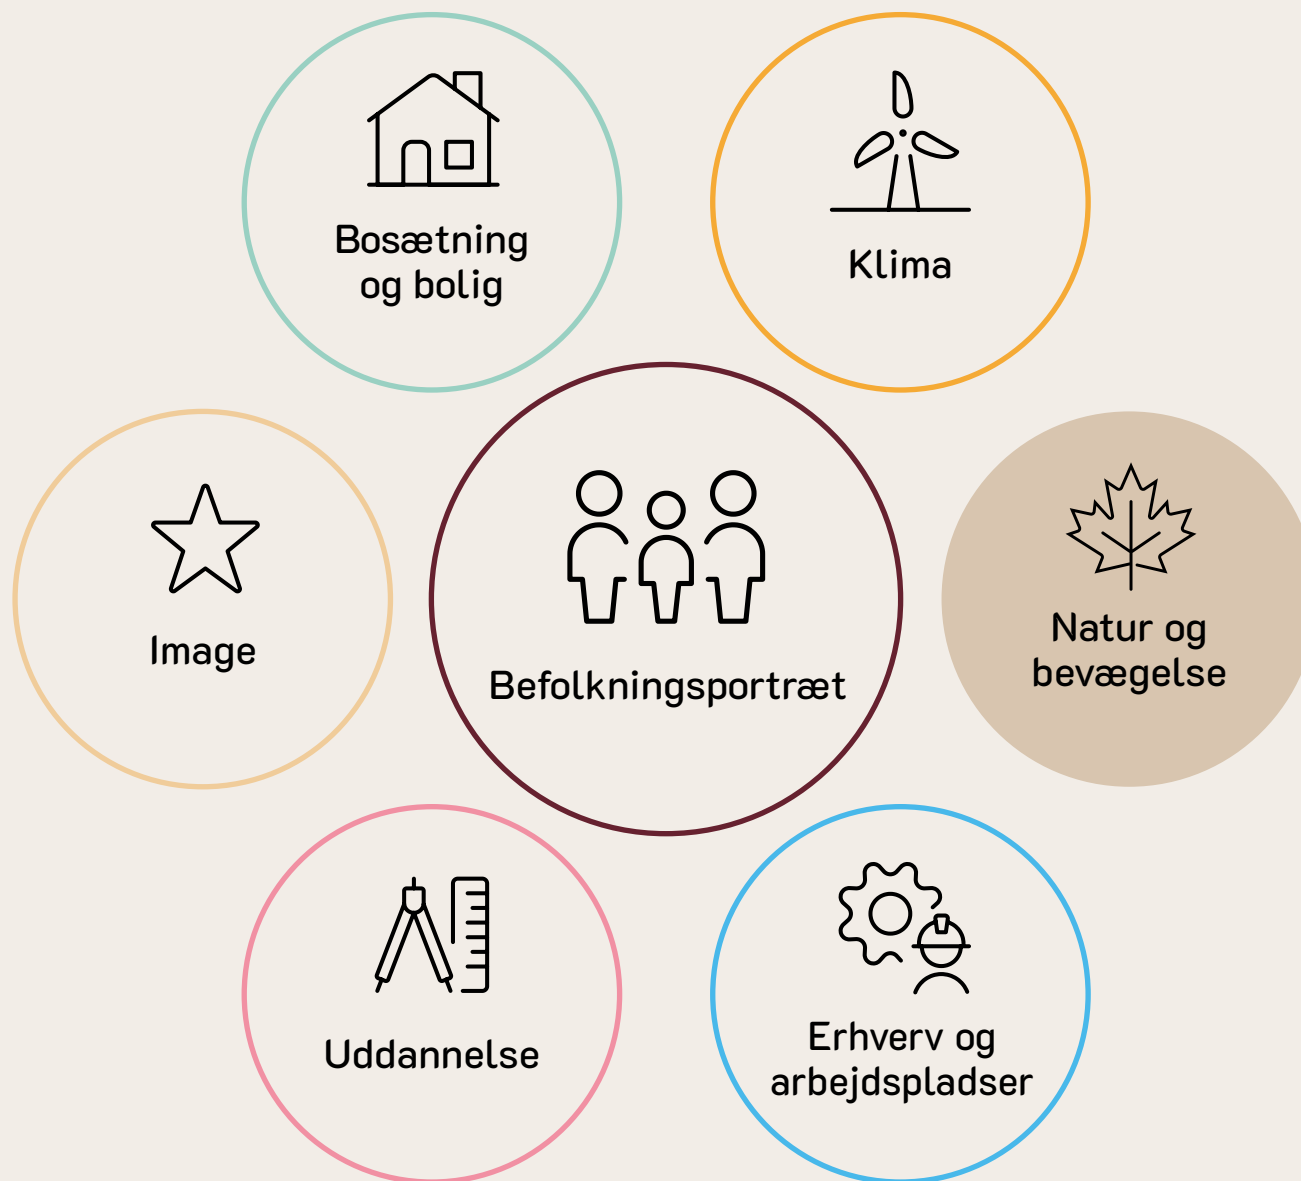 Bosætning
og bolig
Klima
Image
Befolkningsportræt
Natur og
bevægelse
Uddannelse
Erhverv og
arbejdspladser